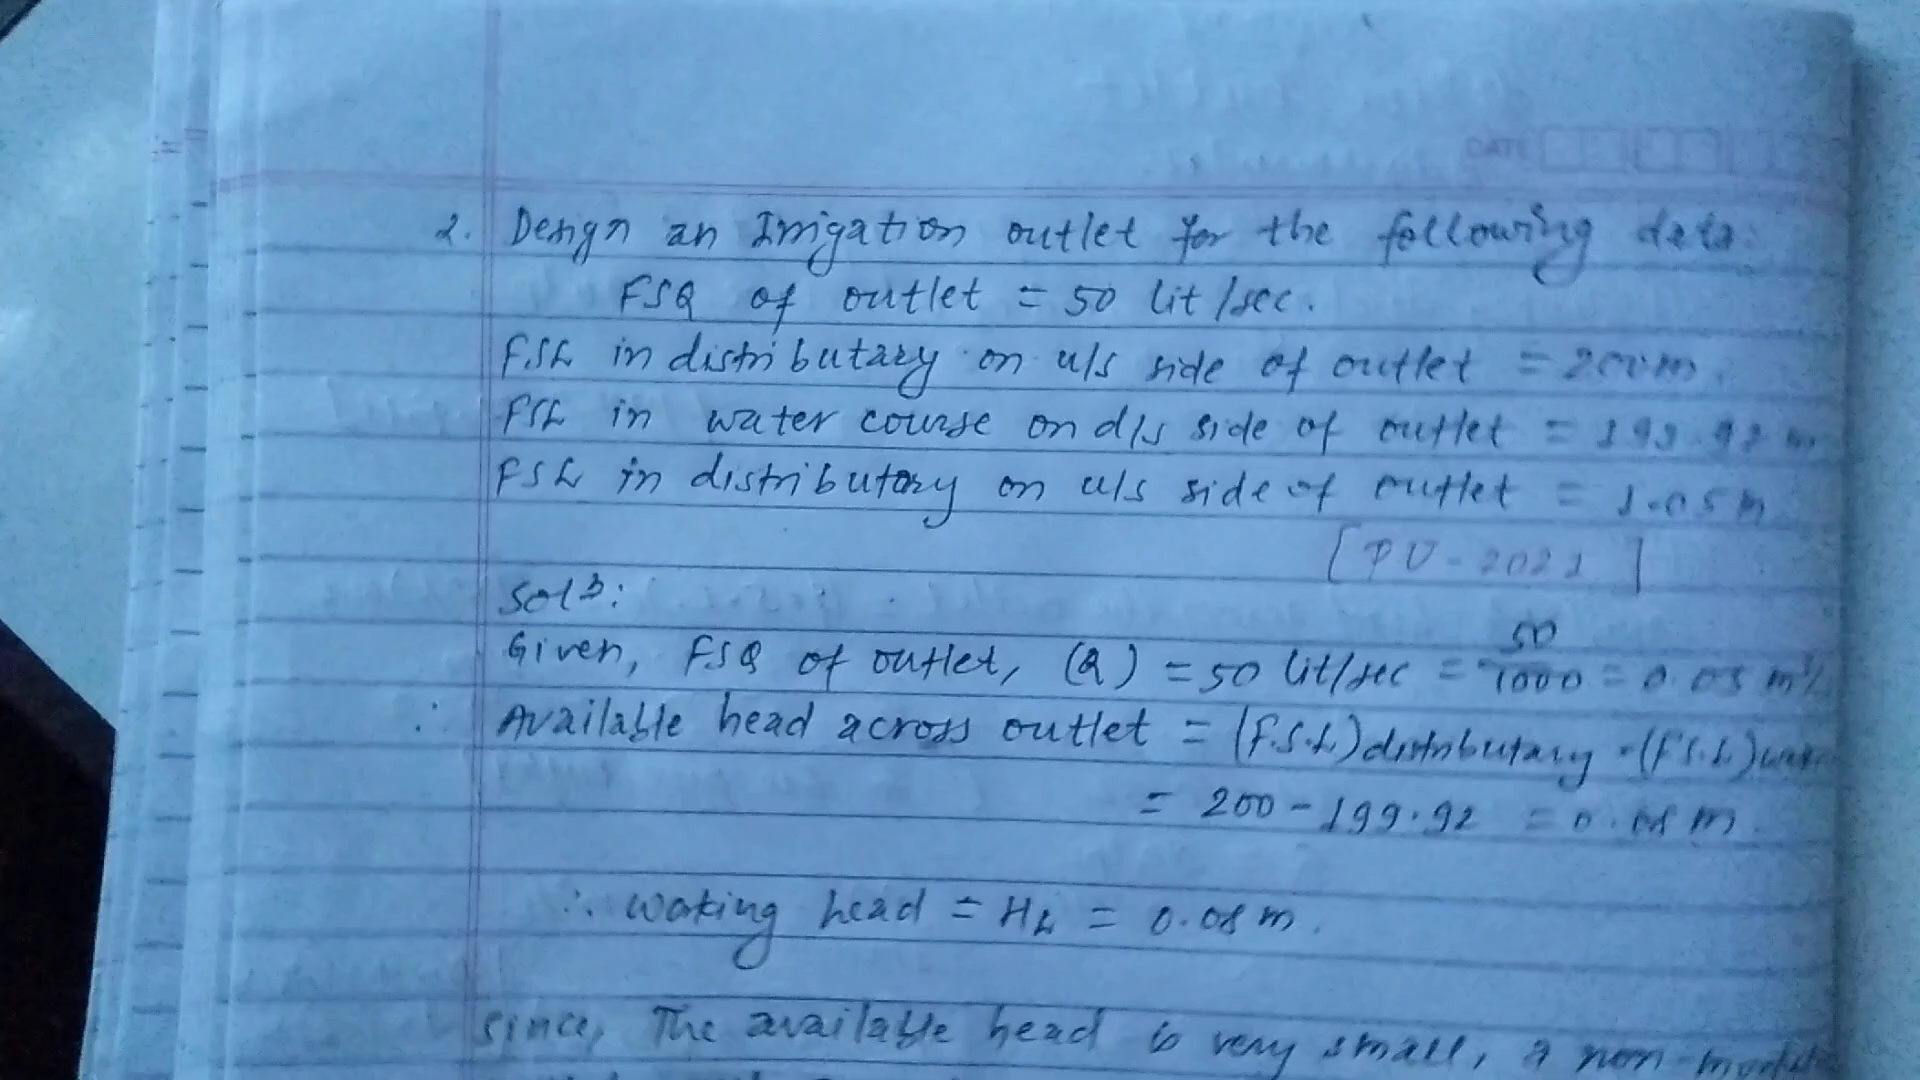 DATE
2. Design an Irrigation outlet for the following data:
FSQ of outlet = 50 lit/sec.
F.S.L in distributary on u/s side of outlet = 200m.
FSL in water course on d/s side of outlet = 199.92 m
FSL in distributary on u/s side of outlet = 1.05 m
[PU-2021]
Soln:
Given, FSQ of outlet, (Q) = 50 lit/sec = 50/1000 = 0.05 m³/
∴ Available head across outlet = (F.S.L) distributary - (F.S.L)
= 200 - 199.92 = 0.08 m.
∴ working head = HL = 0.08 m.
since, The available head is very small, a non-